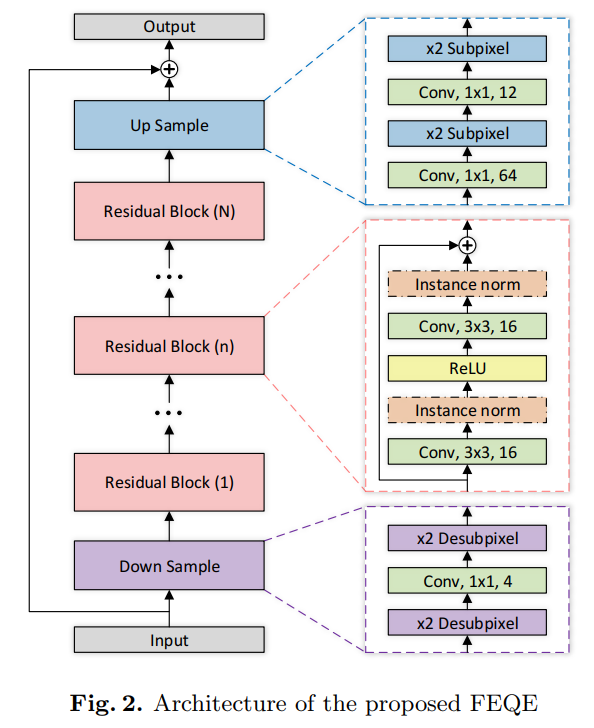 Output
Up Sample
Residual Block (N)
...
Residual Block (n)
...
Residual Block (1)
Down Sample
Input
x2 Subpixel
Conv, 1x1, 12
x2 Subpixel
Conv, 1x1, 64
Instance norm
Conv, 3x3, 16
ReLU
Instance norm
Conv, 3x3, 16
x2 Desubpixel
Conv, 1x1, 4
x2 Desubpixel
Fig. 2. Architecture of the proposed FEQE